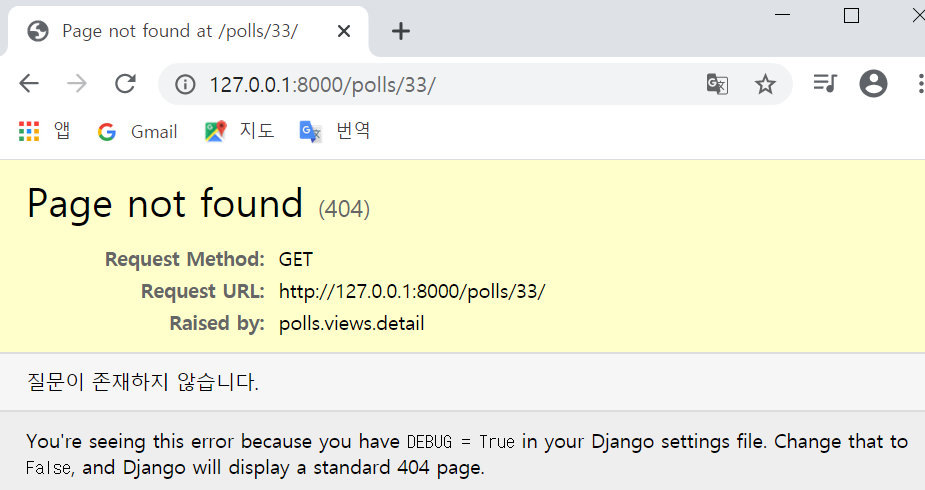 Page not found at /polls/33/
127.0.0.1:8000/polls/33/
앱 Gmail 지도 번역
Page not found (404)
Request Method: GET
Request URL: http://127.0.0.1:8000/polls/33/
Raised by: polls.views.detail
질문이 존재하지 않습니다.
You're seeing this error because you have DEBUG = True in your Django settings file. Change that to
False, and Django will display a standard 404 page.